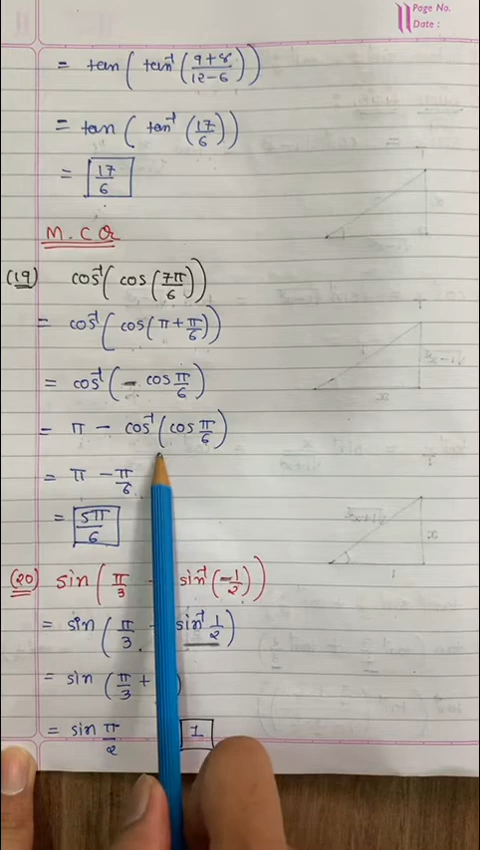 Page No.
Date :
= tan(tan⁻¹((9+8)/(12-6)))
= tan(tan⁻¹(17/6))
= 17/6
M.C.Q
(19) cos⁻¹(cos(7π/6))
= cos⁻¹(cos(π+π/6))
= cos⁻¹(-cos π/6)
= π - cos⁻¹(cos π/6)
= π - π/6
= 5π/6
(20) sin(π/3 sin⁻¹(-1/2))
= sin(π/3 sin⁻¹ 1/2)
= sin(π/3 + )
= sin π/2 1